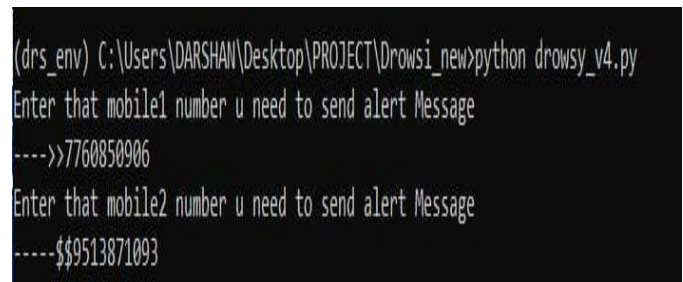 (drs_env) C:\Users\DARSHAN\Desktop\PROJECT\Drowsi_new>python drowsy_v4.py
Enter that mobile1 number u need to send alert Message
---->>7760850906
Enter that mobile2 number u need to send alert Message
-----$$9513871093